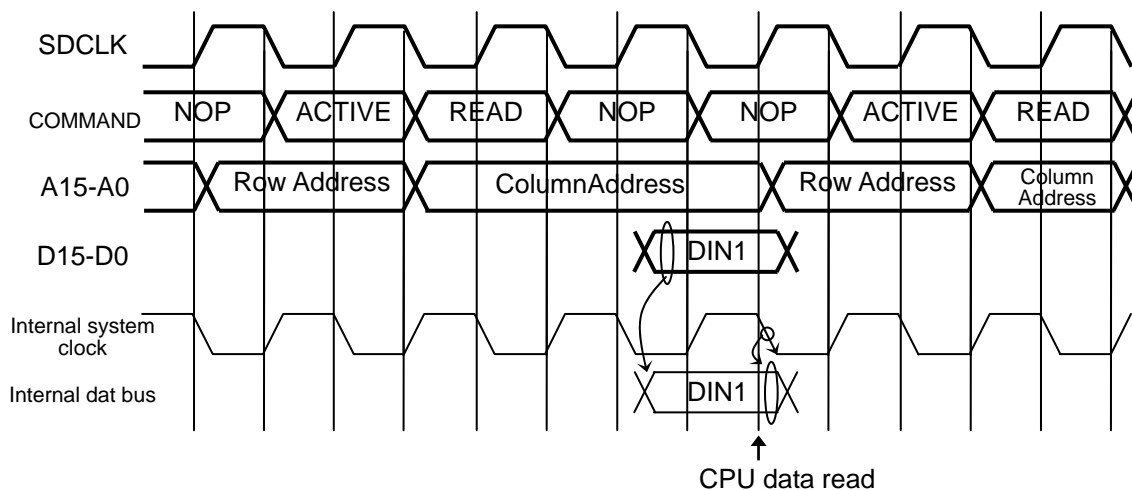 SDCLK
COMMAND
NOP ACTIVE READ NOP NOP ACTIVE READ
A15-A0
Row Address ColumnAddress Row Address Column
Address
D15-D0
DIN1
Internal system
clock
Internal dat bus
DIN1
CPU data read